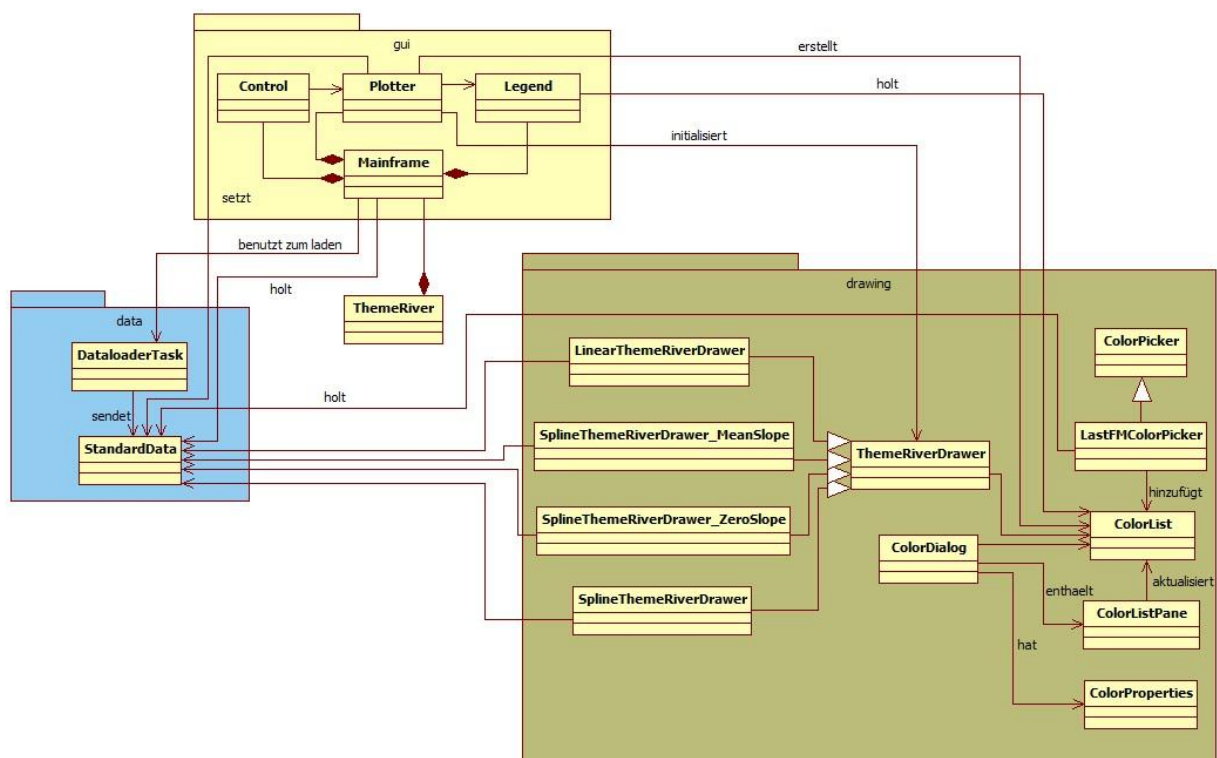 gui
erstellt
Control
Plotter
Legend
holt
initialisiert
Mainframe
setzt
benutzt zum laden
holt
ThemeRiver
data
DataloaderTask
sendet
StandardData
holt
drawing
LinearThemeRiverDrawer
ColorPicker
SplineThemeRiverDrawer_MeanSlope
ThemeRiverDrawer
LastFMColorPicker
hinzufügt
SplineThemeRiverDrawer_ZeroSlope
ColorList
ColorDialog
aktualisiert
enthaelt
SplineThemeRiverDrawer
ColorListPane
hat
ColorProperties